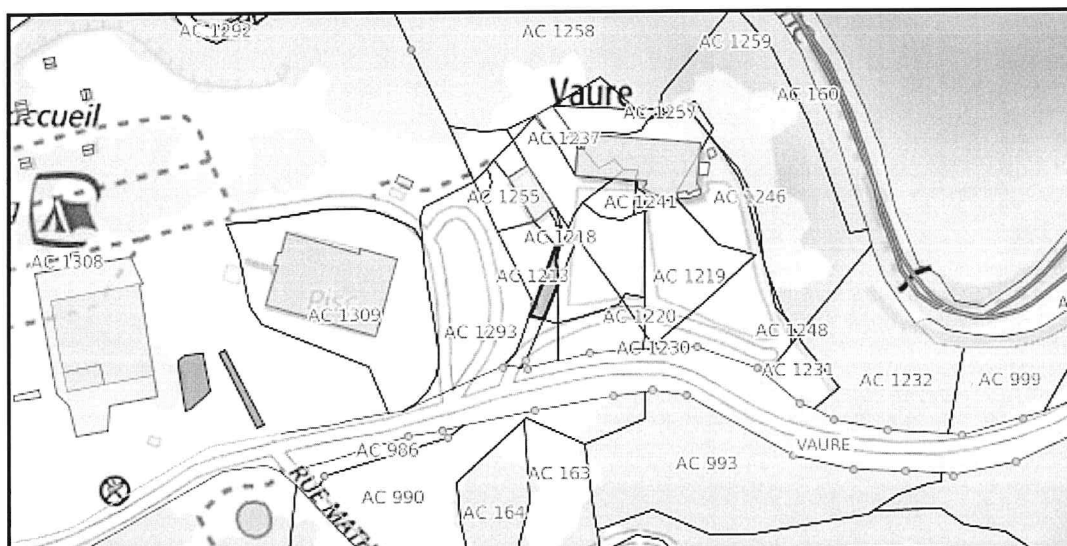 AC 1292
AC 1258
AC 1259
AC 160
Vaure
AC 1257
ccueil
AC 1237
AC 1255
AC 1241
AC 1246
AC 1218
AC 1308
AC 1213
AC 1219
Pisc
AC 1309
AC 1293
AC 1220
AC 1248
AC 1230
AC 1231
AC 1232
AC 999
VAURE
AC 986
AC 993
AC 163
AC 990
AC 164
RUE